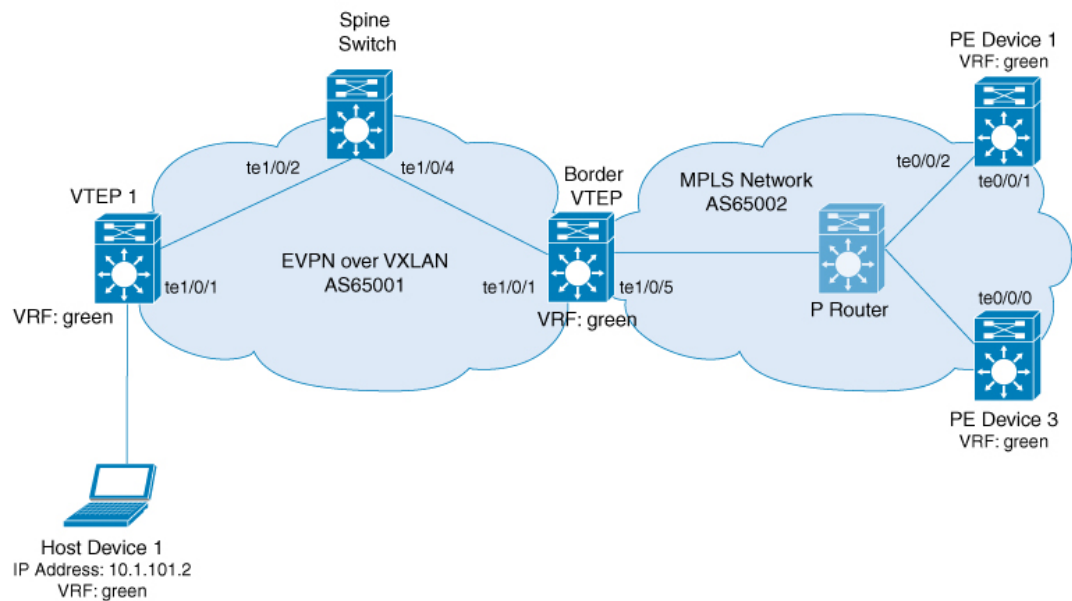 Spine
Switch
PE Device 1
VRF: green
te1/0/2
te1/0/4
te0/0/2
te0/0/1
VTEP 1
Border
VTEP
MPLS Network
AS65002
EVPN over VXLAN
AS65001
te1/0/1
te1/0/1
te1/0/5
te0/0/0
VRF: green
VRF: green
P Router
PE Device 3
VRF: green
Host Device 1
IP Address: 10.1.101.2
VRF: green